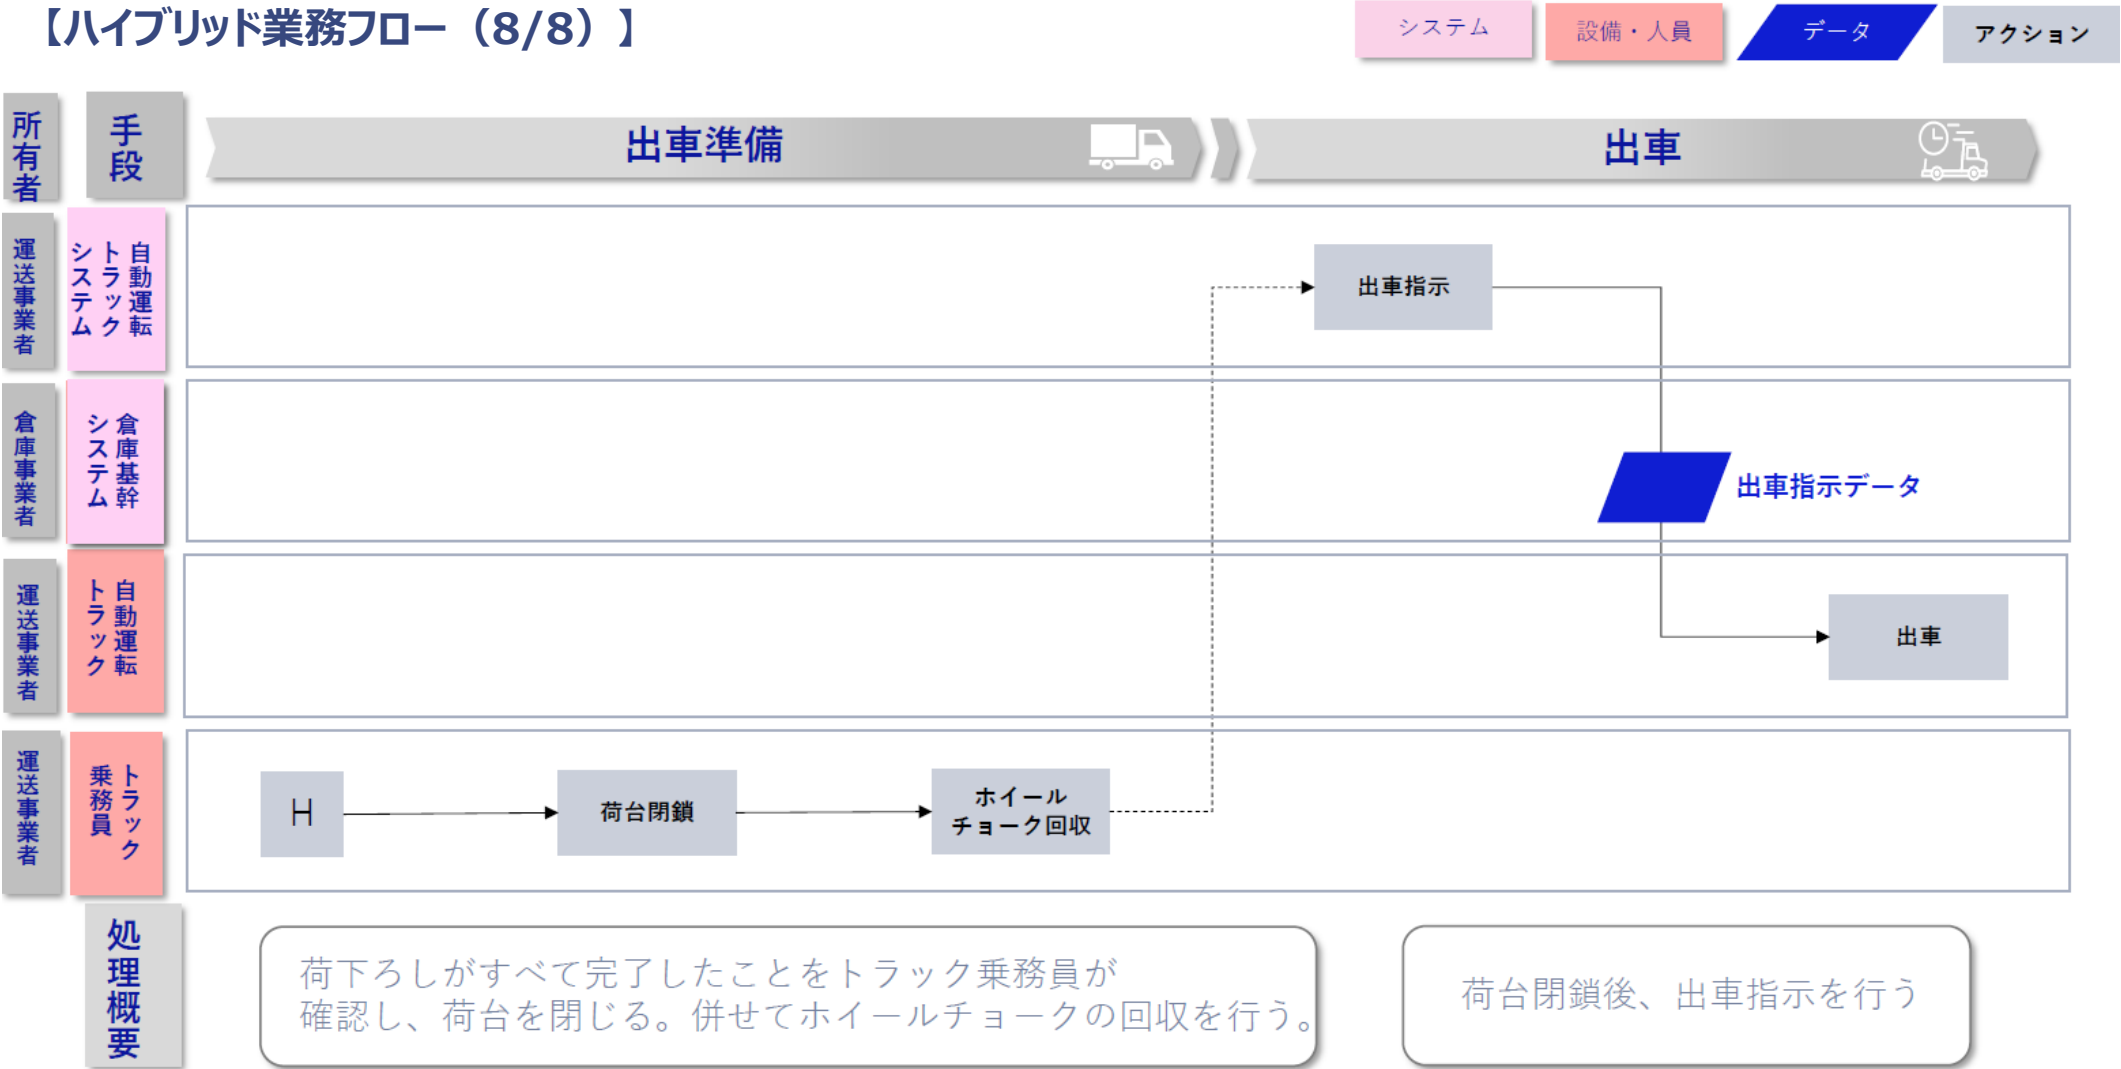 【ハイブリッド業務フロー（8/8）】
システム
設備・人員
データ
アクション
所有者
手段
出車準備
出車
運送事業者
自動運転
トラック
システム
出車指示
倉庫事業者
倉庫基幹
システム
出車指示データ
運送事業者
自動運転
トラック
出車
運送事業者
トラック
乗務員
H
荷台閉鎖
ホイール
チョーク回収
処理概要
荷下ろしがすべて完了したことをトラック乗務員が
確認し、荷台を閉じる。併せてホイールチョークの回収を行う。
荷台閉鎖後、出車指示を行う